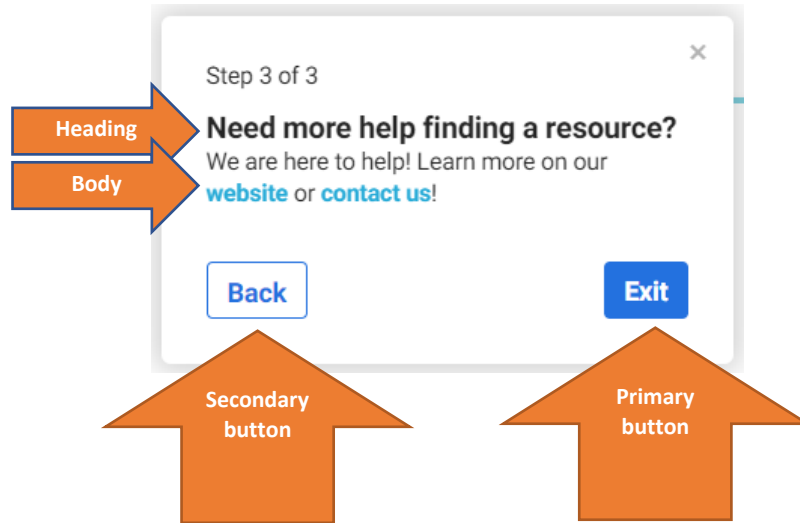 ×
Step 3 of 3
Heading
Need more help finding a resource?
Body
We are here to help! Learn more on our
website or contact us!
Back
Exit
Secondary
button
Primary
button